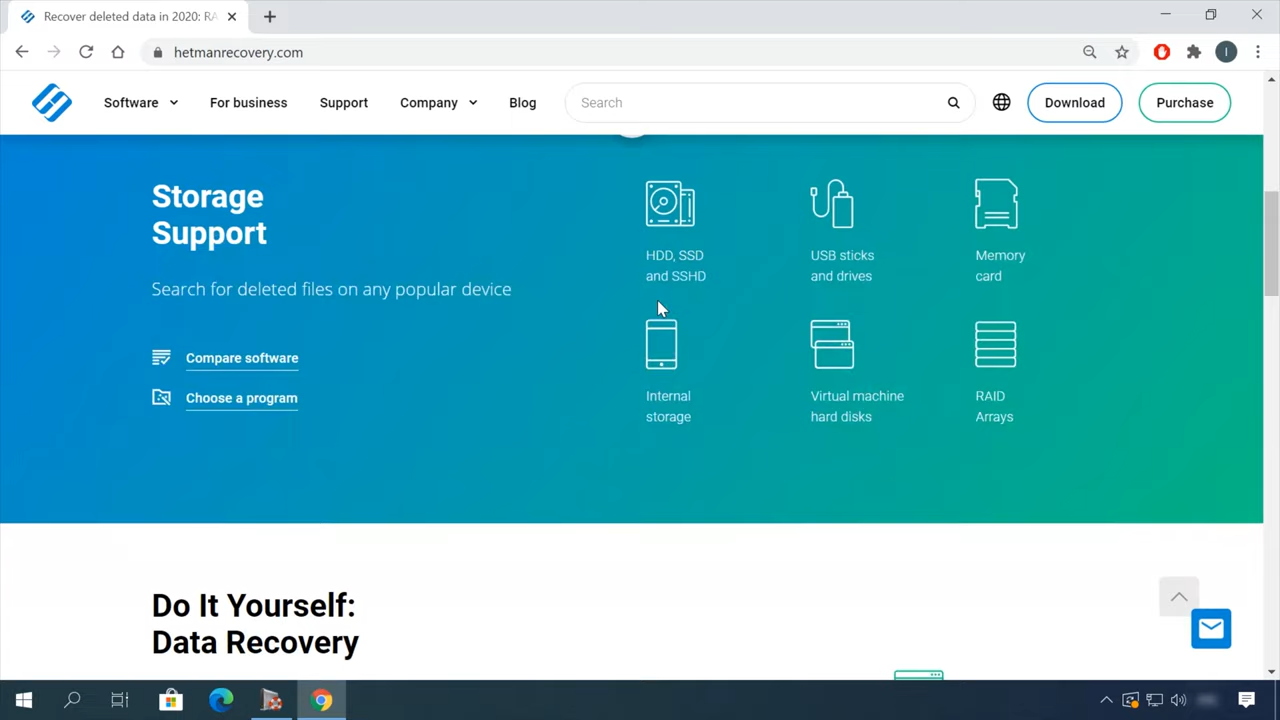 Recover deleted data in 2020: RA
hetmanrecovery.com
I
Software
For business
Support
Company
Blog
Search
Download
Purchase
Storage
Support
Search for deleted files on any popular device
Compare software
Choose a program
HDD, SSD
and SSHD
USB sticks
and drives
Memory
card
Internal
storage
Virtual machine
hard disks
RAID
Arrays
Do It Yourself:
Data Recovery